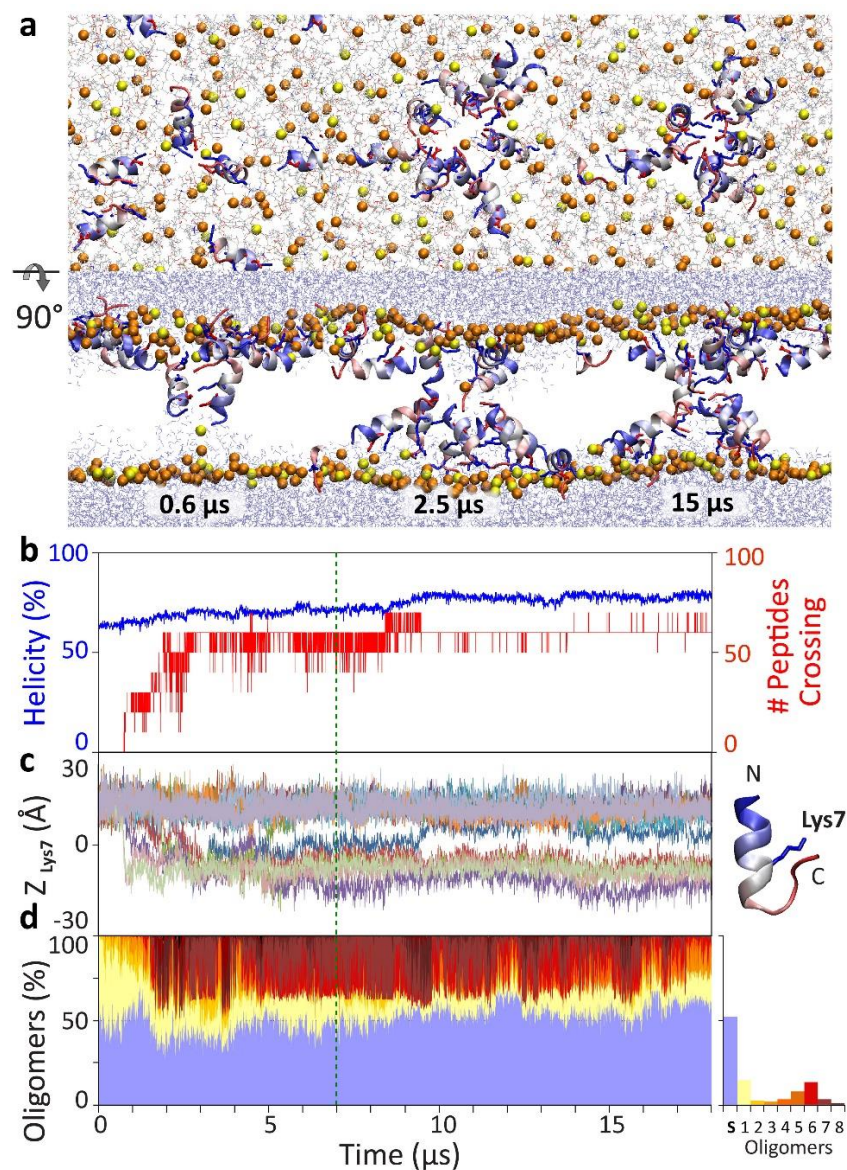 a
90°
0.6 µs 2.5 µs 15 µs
b
100 100
Helicity (%) 50 50 # Peptides Crossing
0 0
c
30
Z Lys7 (Å) 0
-30
N
Lys7
C
d
100
Oligomers (%) 50
0
0 5 10 15
Time (µs)
S 1 2 3 4 5 6 7 8
Oligomers